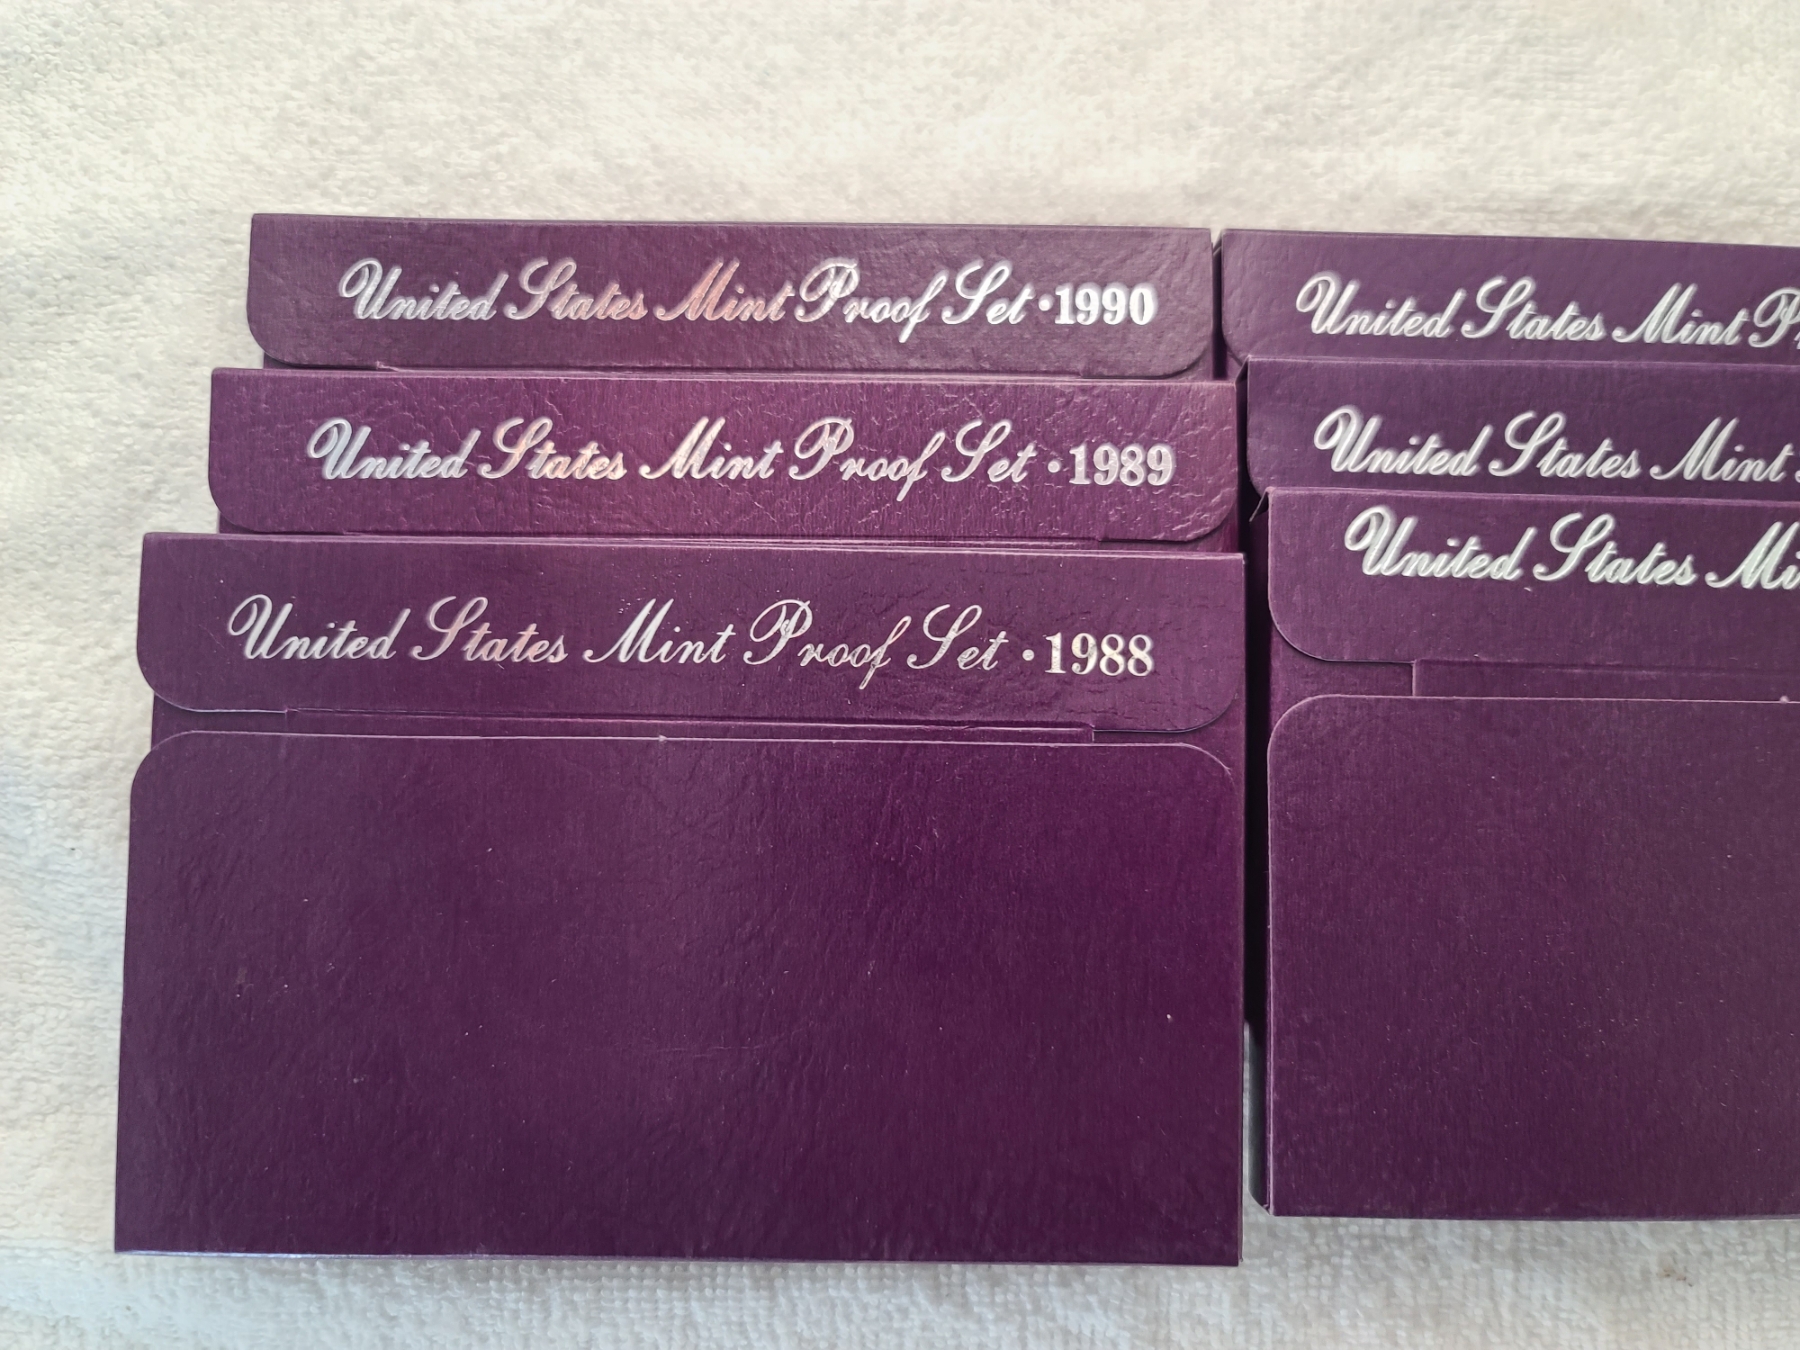 United States Mint Proof Set · 1990
United States Mint Proof Set · 1989
United States Mint Proof Set · 1988
United States Mint
United States Mint
United States